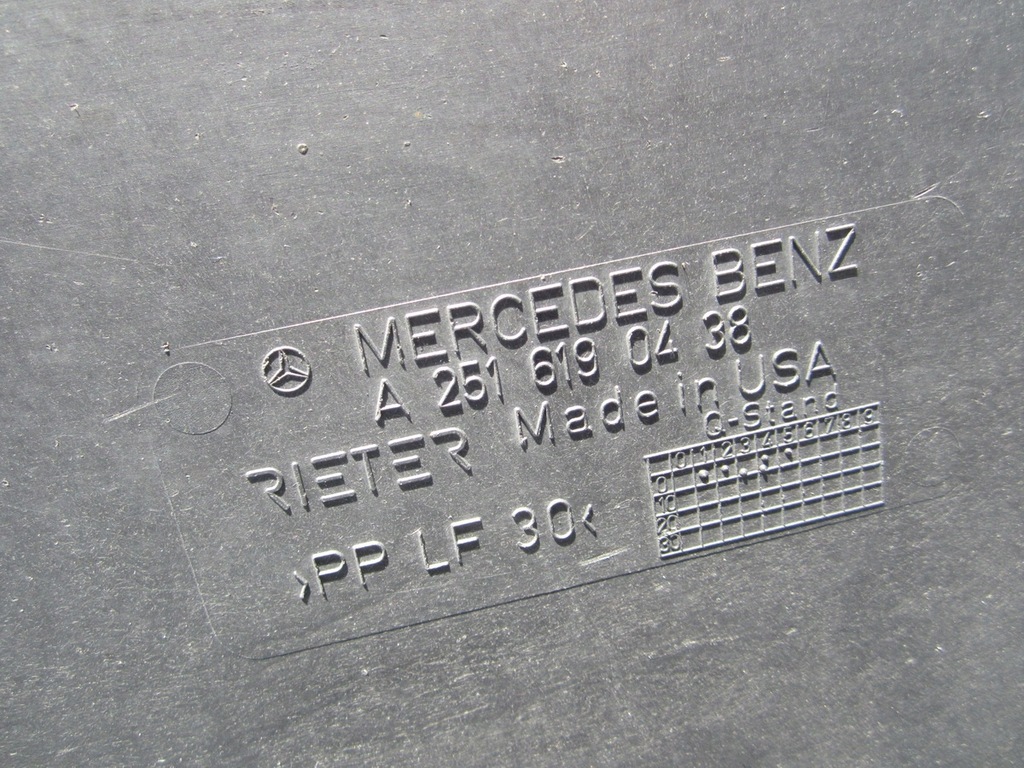 MERCEDES BENZ
A 251 619 04 38
RIETER Made in USA
Q-Stand
0 1 2 3 4 5 6 7 8 9
0
10
20
30
>PP LF 30<